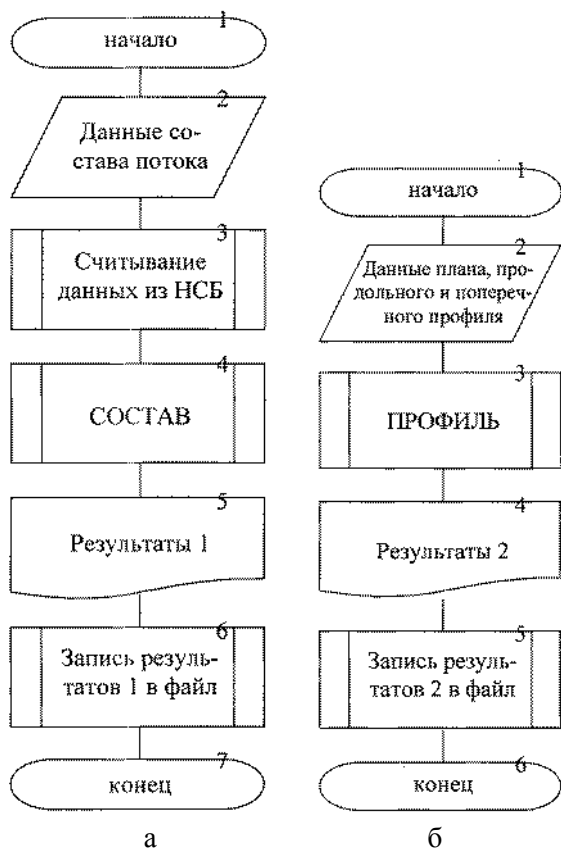 1
начало
2
Данные со-
става потока
3
Считывание
данных из НСБ
4
СОСТАВ
5
Результаты 1
6
Запись резуль-
татов 1 в файл
7
конец
а
1
начало
2
Данные плана, про-
дольного и попереч-
ного профиля
3
ПРОФИЛЬ
4
Результаты 2
5
Запись резуль-
татов 2 в файл
6
конец
б